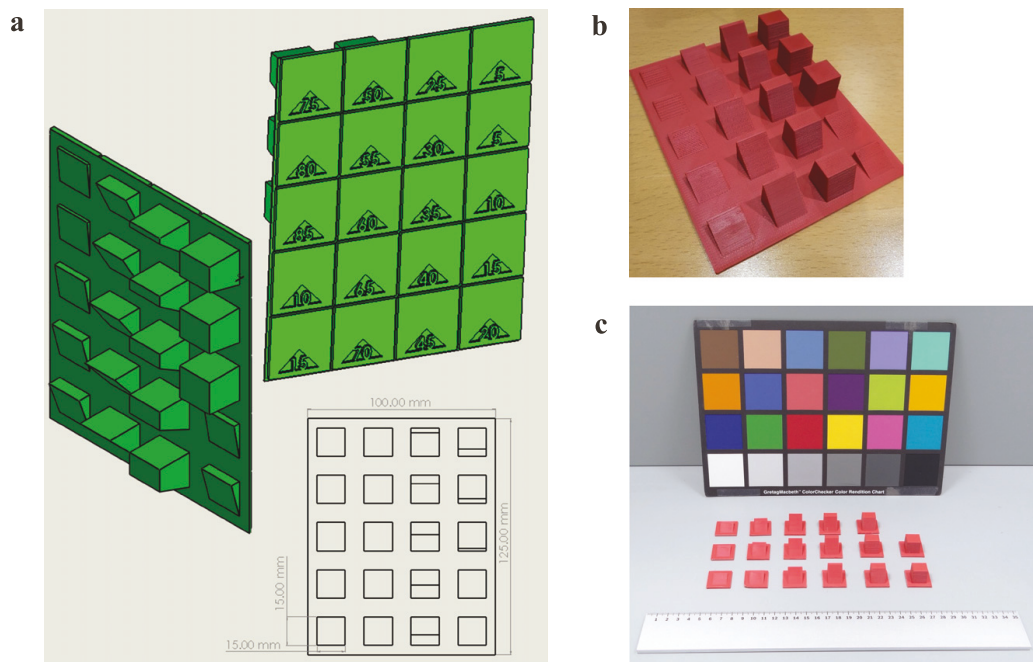 a
75 50 25 5
80 55 30 5
85 60 35 10
10 65 40 15
15 70 45 20
100.00 mm
125.00 mm
15.00 mm
15.00 mm
b
c
GretagMacbeth™ ColorChecker Color Rendition Chart